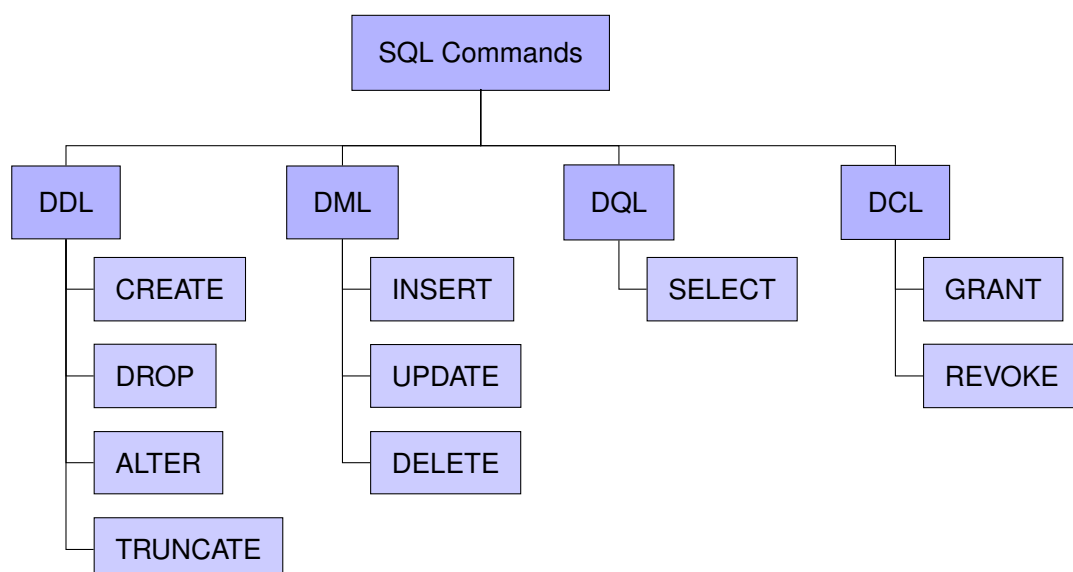 SQL Commands
DDL
DML
DQL
DCL
CREATE
INSERT
SELECT
GRANT
DROP
UPDATE
REVOKE
ALTER
DELETE
TRUNCATE